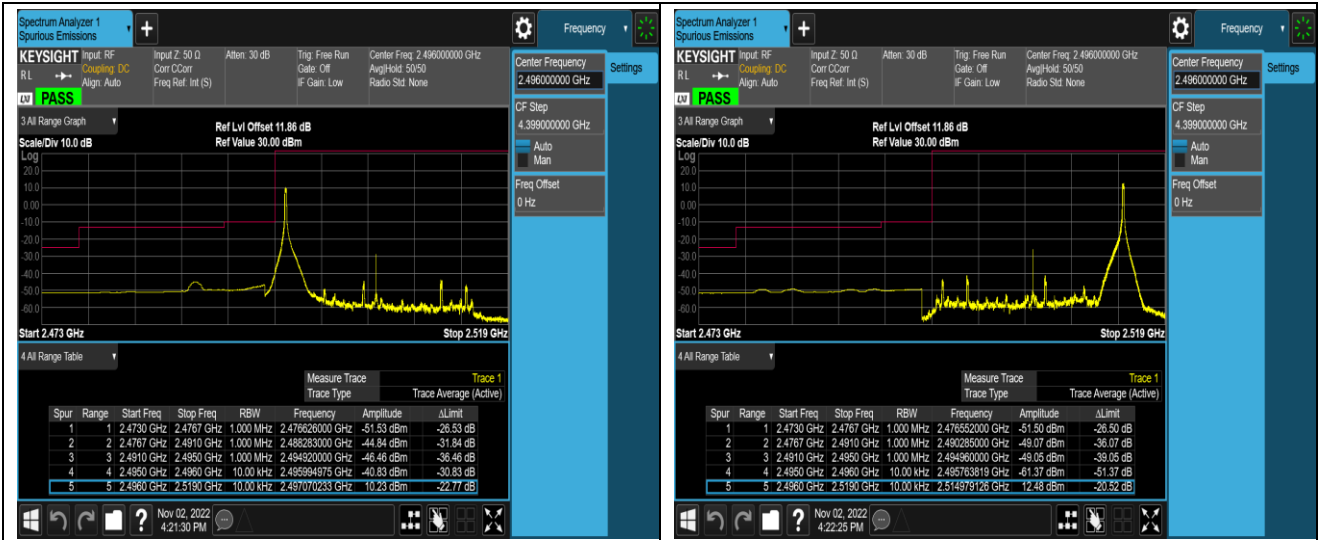 Spectrum Analyzer 1
Spurious Emissions
Frequency
KEYSIGHT Input: RF Input Z: 50 Ω Atten: 30 dB Trig: Free Run Center Freq: 2.496000000 GHz
Coupling: DC Corr CCorr Gate: Off Avg|Hold: 50/50
R L Align: Auto Freq Ref: Int (S) IF Gain: Low Radio Std: None
PASS
Center Frequency
2.496000000 GHz
Settings
CF Step
4.399000000 GHz
Auto
Man
Freq Offset
0 Hz
3 All Range Graph
Ref Lvl Offset 11.86 dB
Scale/Div 10.0 dB Ref Value 30.00 dBm
Log
20.0
10.0
0.00
-10.0
-20.0
-30.0
-40.0
-50.0
-60.0
Start 2.473 GHz Stop 2.519 GHz
4 All Range Table
Measure Trace Trace 1
Trace Type Trace Average (Active)
Spur Range Start Freq Stop Freq RBW Frequency Amplitude ΔLimit
1 1 2.4730 GHz 2.4767 GHz 1.000 MHz 2.476626000 GHz -51.53 dBm -26.53 dB
2 2 2.4767 GHz 2.4910 GHz 1.000 MHz 2.488283000 GHz -44.84 dBm -31.84 dB
3 3 2.4910 GHz 2.4950 GHz 1.000 MHz 2.494920000 GHz -46.46 dBm -36.46 dB
4 4 2.4950 GHz 2.4960 GHz 10.00 kHz 2.495994975 GHz -40.83 dBm -30.83 dB
5 5 2.4960 GHz 2.5190 GHz 10.00 kHz 2.497070233 GHz 10.23 dBm -22.77 dB
Nov 02, 2022
4:21:30 PM
Spectrum Analyzer 1
Spurious Emissions
Frequency
KEYSIGHT Input: RF Input Z: 50 Ω Atten: 30 dB Trig: Free Run Center Freq: 2.496000000 GHz
Coupling: DC Corr CCorr Gate: Off Avg|Hold: 50/50
R L Align: Auto Freq Ref: Int (S) IF Gain: Low Radio Std: None
PASS
Center Frequency
2.496000000 GHz
Settings
CF Step
4.399000000 GHz
Auto
Man
Freq Offset
0 Hz
3 All Range Graph
Ref Lvl Offset 11.86 dB
Scale/Div 10.0 dB Ref Value 30.00 dBm
Log
20.0
10.0
0.00
-10.0
-20.0
-30.0
-40.0
-50.0
-60.0
Start 2.473 GHz Stop 2.519 GHz
4 All Range Table
Measure Trace Trace 1
Trace Type Trace Average (Active)
Spur Range Start Freq Stop Freq RBW Frequency Amplitude ΔLimit
1 1 2.4730 GHz 2.4767 GHz 1.000 MHz 2.476552000 GHz -51.50 dBm -26.50 dB
2 2 2.4767 GHz 2.4910 GHz 1.000 MHz 2.490285000 GHz -49.07 dBm -36.07 dB
3 3 2.4910 GHz 2.4950 GHz 1.000 MHz 2.494960000 GHz -49.05 dBm -39.05 dB
4 4 2.4950 GHz 2.4960 GHz 10.00 kHz 2.495763819 GHz -61.37 dBm -51.37 dB
5 5 2.4960 GHz 2.5190 GHz 10.00 kHz 2.514979126 GHz 12.48 dBm -20.52 dB
Nov 02, 2022
4:22:25 PM